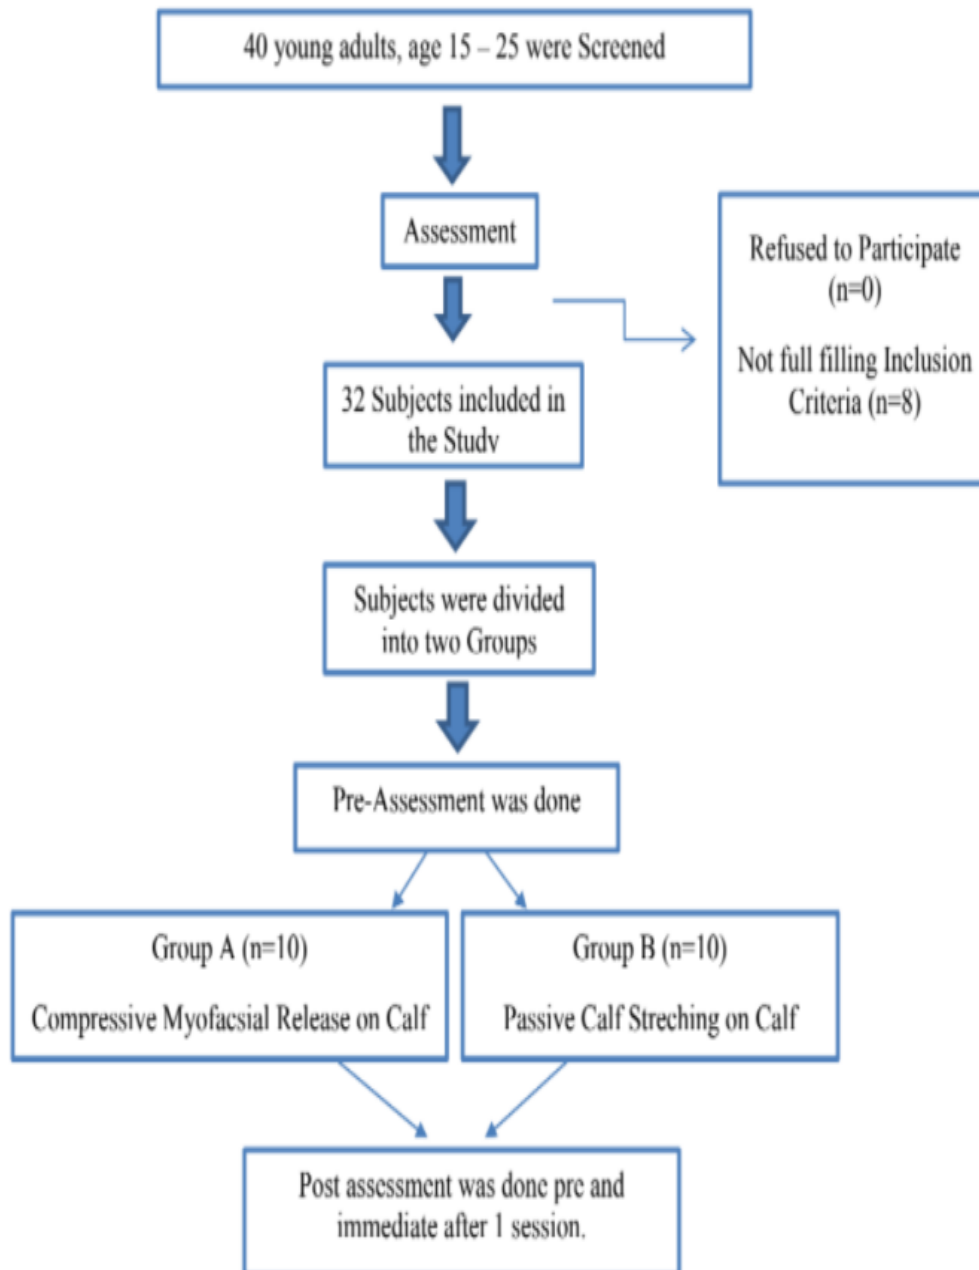 40 young adults, age 15 – 25 were Screened
Assessment
Refused to Participate
(n=0)
Not full filling Inclusion
Criteria (n=8)
32 Subjects included in
the Study
Subjects were divided
into two Groups
Pre-Assessment was done
Group A (n=10)
Compressive Myofacsial Release on Calf
Group B (n=10)
Passive Calf Streching on Calf
Post assessment was done pre and
immediate after 1 session.